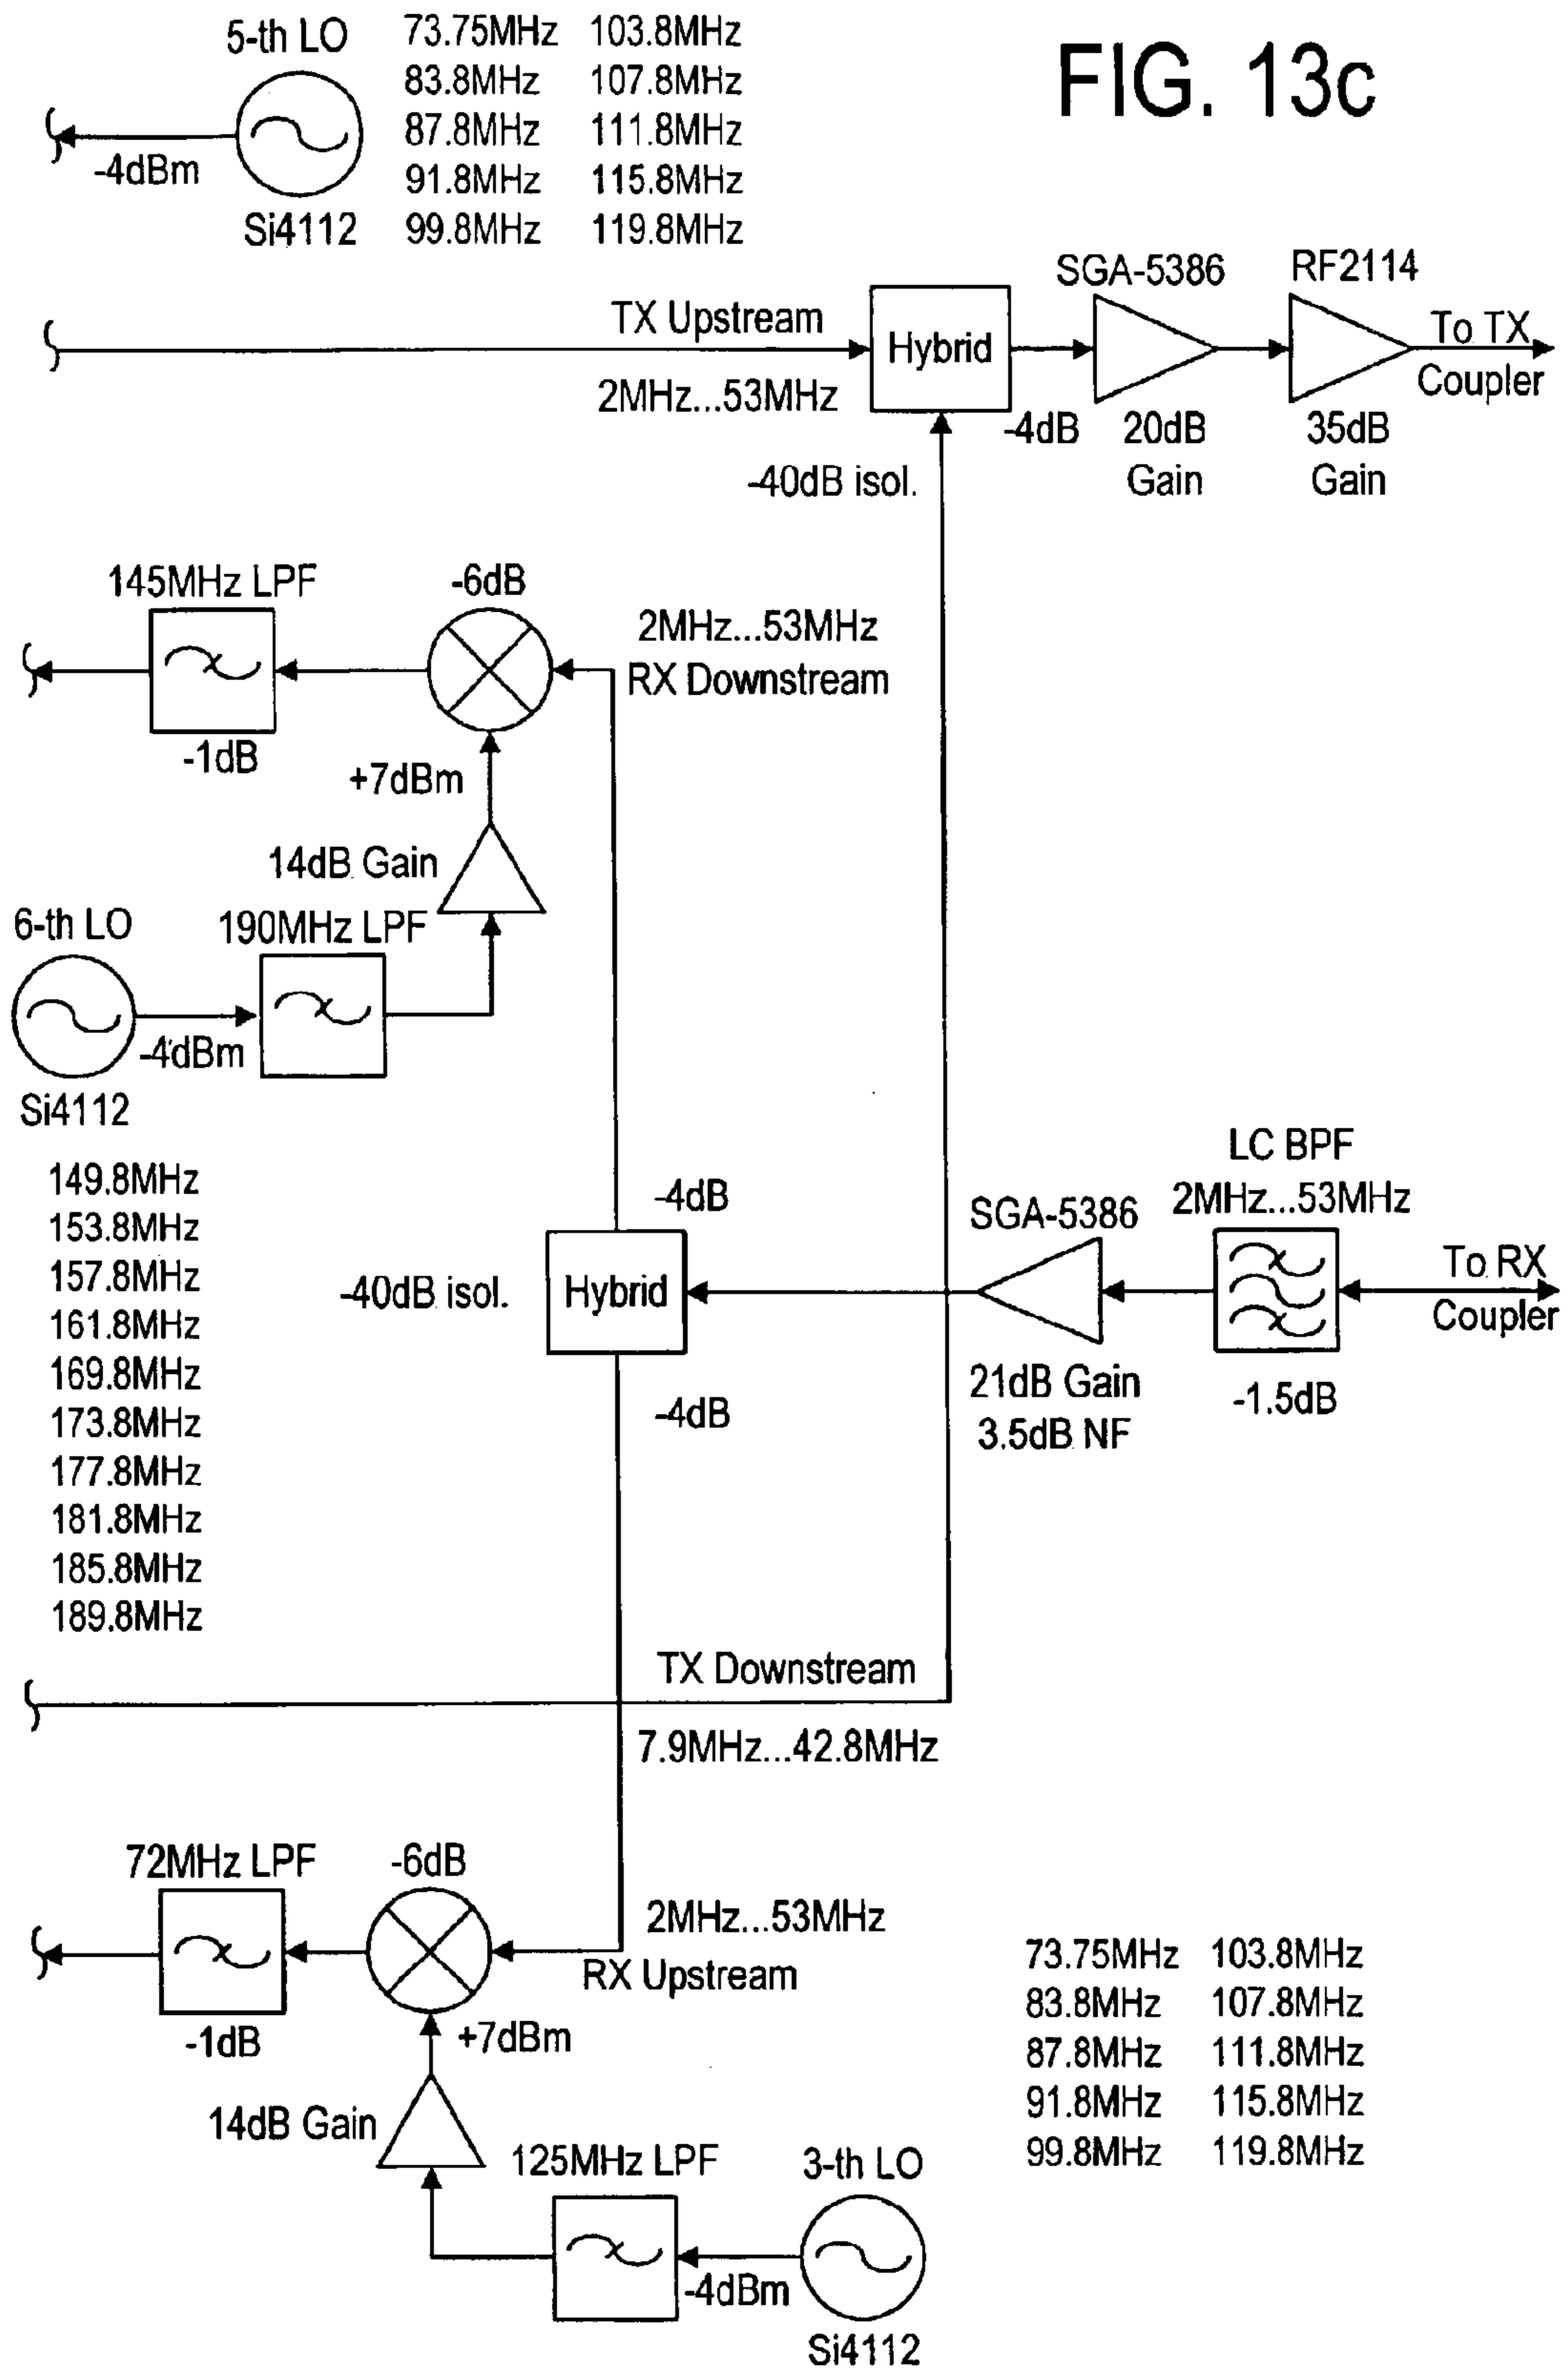 FIG. 13c
5-th LO
-4dBm
Si4112
73.75MHz 103.8MHz
83.8MHz 107.8MHz
87.8MHz 111.8MHz
91.8MHz 115.8MHz
99.8MHz 119.8MHz
TX Upstream
2MHz...53MHz
Hybrid
-4dB
-40dB isol.
SGA-5386
20dB
Gain
RF2114
35dB
Gain
To TX
Coupler
145MHz LPF
-1dB
-6dB
2MHz...53MHz
RX Downstream
+7dBm
14dB Gain
6-th LO
-4dBm
Si4112
190MHz LPF
149.8MHz
153.8MHz
157.8MHz
161.8MHz
169.8MHz
173.8MHz
177.8MHz
181.8MHz
185.8MHz
189.8MHz
-4dB
-40dB isol.
Hybrid
-4dB
SGA-5386
21dB Gain
3.5dB NF
LC BPF
2MHz...53MHz
-1.5dB
To RX
Coupler
TX Downstream
7.9MHz...42.8MHz
72MHz LPF
-1dB
-6dB
2MHz...53MHz
RX Upstream
+7dBm
14dB Gain
125MHz LPF
-4dBm
3-th LO
Si4112
73.75MHz 103.8MHz
83.8MHz 107.8MHz
87.8MHz 111.8MHz
91.8MHz 115.8MHz
99.8MHz 119.8MHz